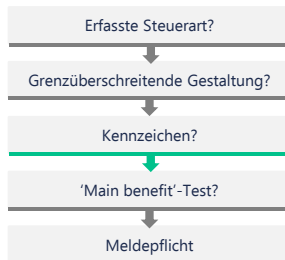 Erfasste Steuerart?
Grenzüberschreitende Gestaltung?
Kennzeichen?
‘Main benefit’-Test?
Meldepflicht